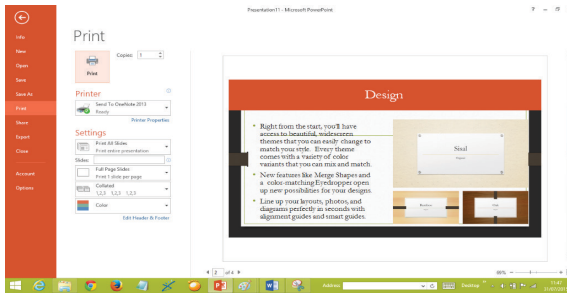 Presentation11 - Microsoft PowerPoint
?
Info
New
Open
Save
Save As
Print
Share
Export
Close
Account
Options
Print
Copies: 1
Print
Printer
Send To OneNote 2013
Ready
Printer Properties
Settings
Print All Slides
Print entire presentation
Slides:
Full Page Slides
Print 1 slide per page
Collated
1,2,3 1,2,3 1,2,3
Color
Edit Header & Footer
Design
• Right from the start, you'll have
access to beautiful, widescreen
themes that you can easily change to
match your style. Every theme
comes with a variety of color
variants that you can mix and match.
• New features like Merge Shapes and
a color-matching Eyedropper open
up new possibilities for your designs.
• Line up your layouts, photos, and
diagrams perfectly in seconds with
alignment guides and smart guides.
Sisal
2 of 4
69%
Address
Desktop
11:47